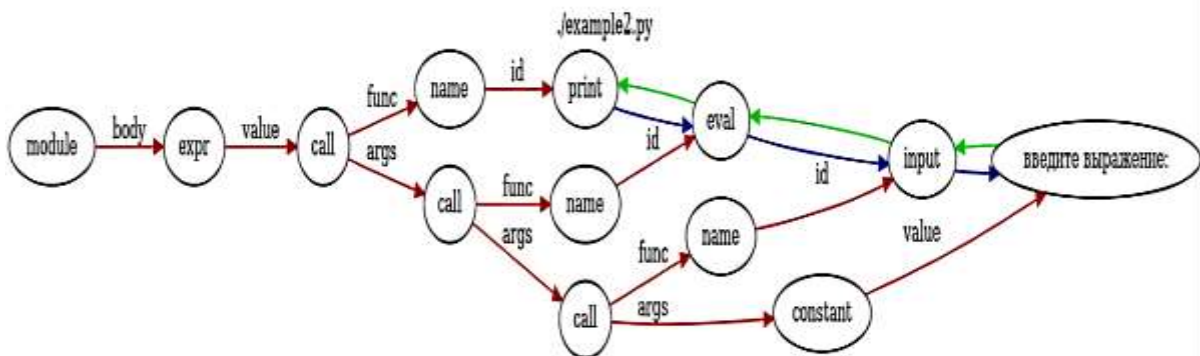 ./example2.py
module
body
expr
value
call
func
name
id
print
args
call
func
name
id
eval
args
call
func
name
id
input
args
constant
value
введите выражение: